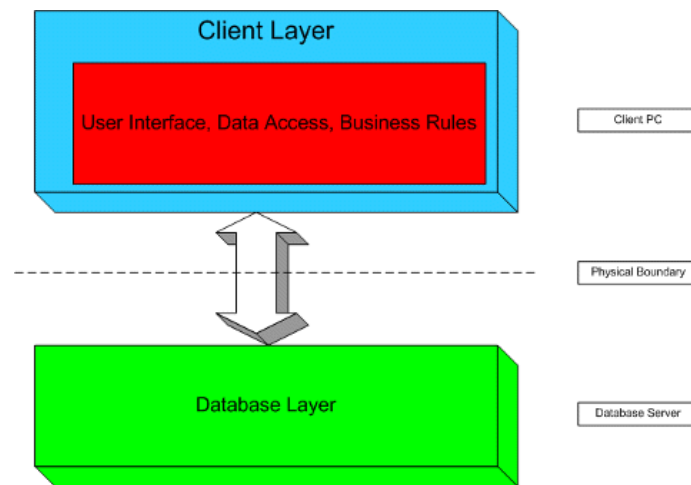 Client Layer
User Interface, Data Access, Business Rules
Client PC
Physical Boundary
Database Layer
Database Server